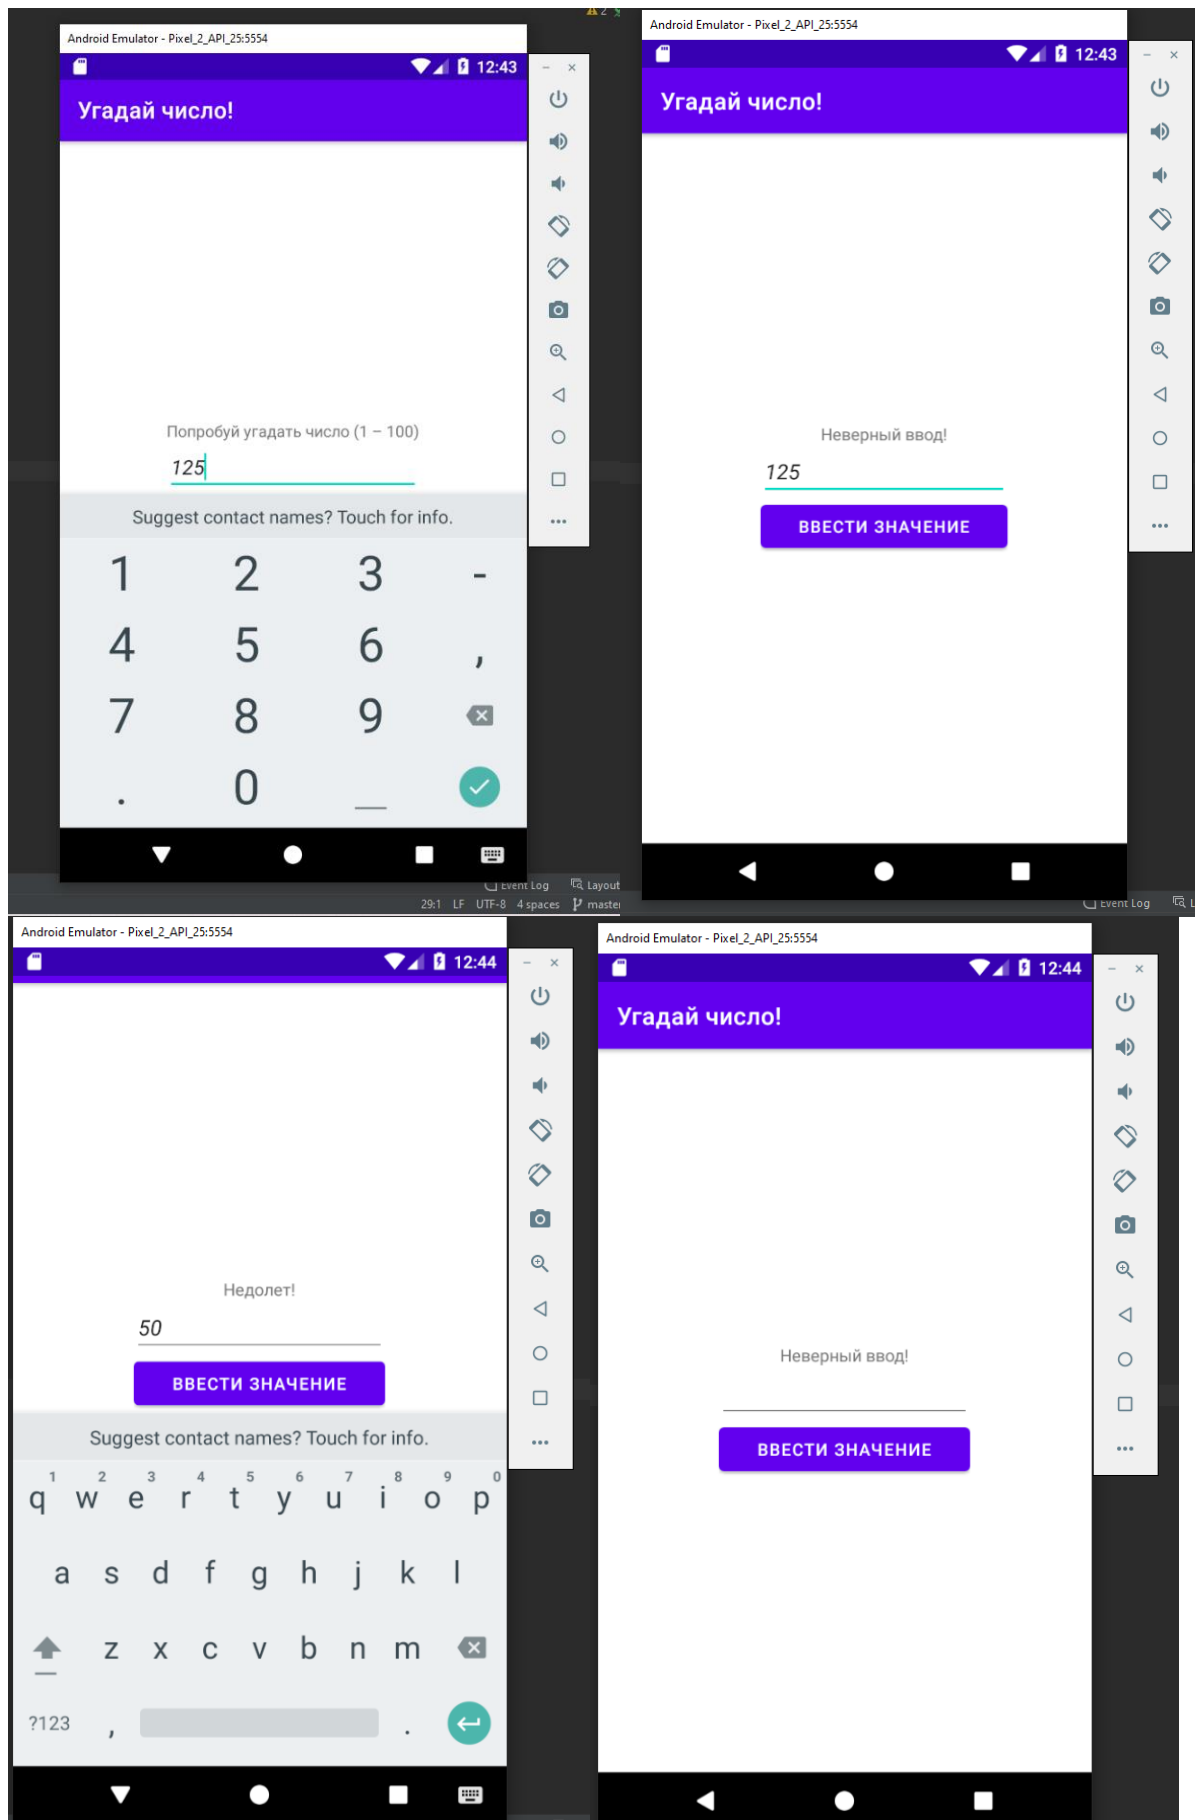 2
Android Emulator - Pixel_2_API_25:5554
12:43
Угадай число!
Попробуй угадать число (1 – 100)
125
Suggest contact names? Touch for info.
1 2 3 -
4 5 6 ,
7 8 9
. 0 _
Event Log Layout
29:1 LF UTF-8 4 spaces master
Android Emulator - Pixel_2_API_25:5554
12:43
Угадай число!
Неверный ввод!
125
ВВЕСТИ ЗНАЧЕНИЕ
Event Log L
Android Emulator - Pixel_2_API_25:5554
12:44
Недолет!
50
ВВЕСТИ ЗНАЧЕНИЕ
Suggest contact names? Touch for info.
1 2 3 4 5 6 7 8 9 0
q w e r t y u i o p
a s d f g h j k l
z x c v b n m
?123 , .
Android Emulator - Pixel_2_API_25:5554
12:44
Угадай число!
Неверный ввод!
ВВЕСТИ ЗНАЧЕНИЕ